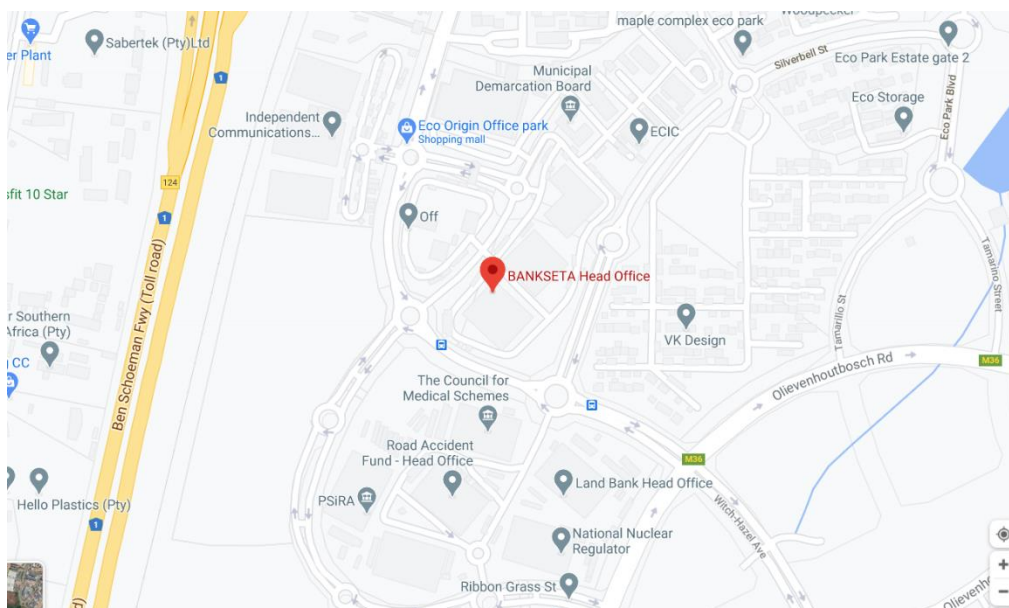 Woodpecker
maple complex eco park
Sabertek (Pty)Ltd
er Plant
Silverbell St
Eco Park Estate gate 2
1
Municipal
Demarcation Board
Eco Storage
Eco Park Blvd
Independent
Communications...
Eco Origin Office park
Shopping mall
ECIC
124
sfit 10 Star
1
Off
Tamarino Street
BANKSETA Head Office
Ben Schoeman Fwy (Toll road)
r Southern
Africa (Pty)
Tamarillo St
VK Design
g CC
Olievenhoutbosch Rd
M36
The Council for
Medical Schemes
Road Accident
Fund - Head Office
M36
Land Bank Head Office
PSiRA
Hello Plastics (Pty)
Witch-Hazel Ave
1
National Nuclear
Regulator
Ribbon Grass St
+
−
d)
Olievenh